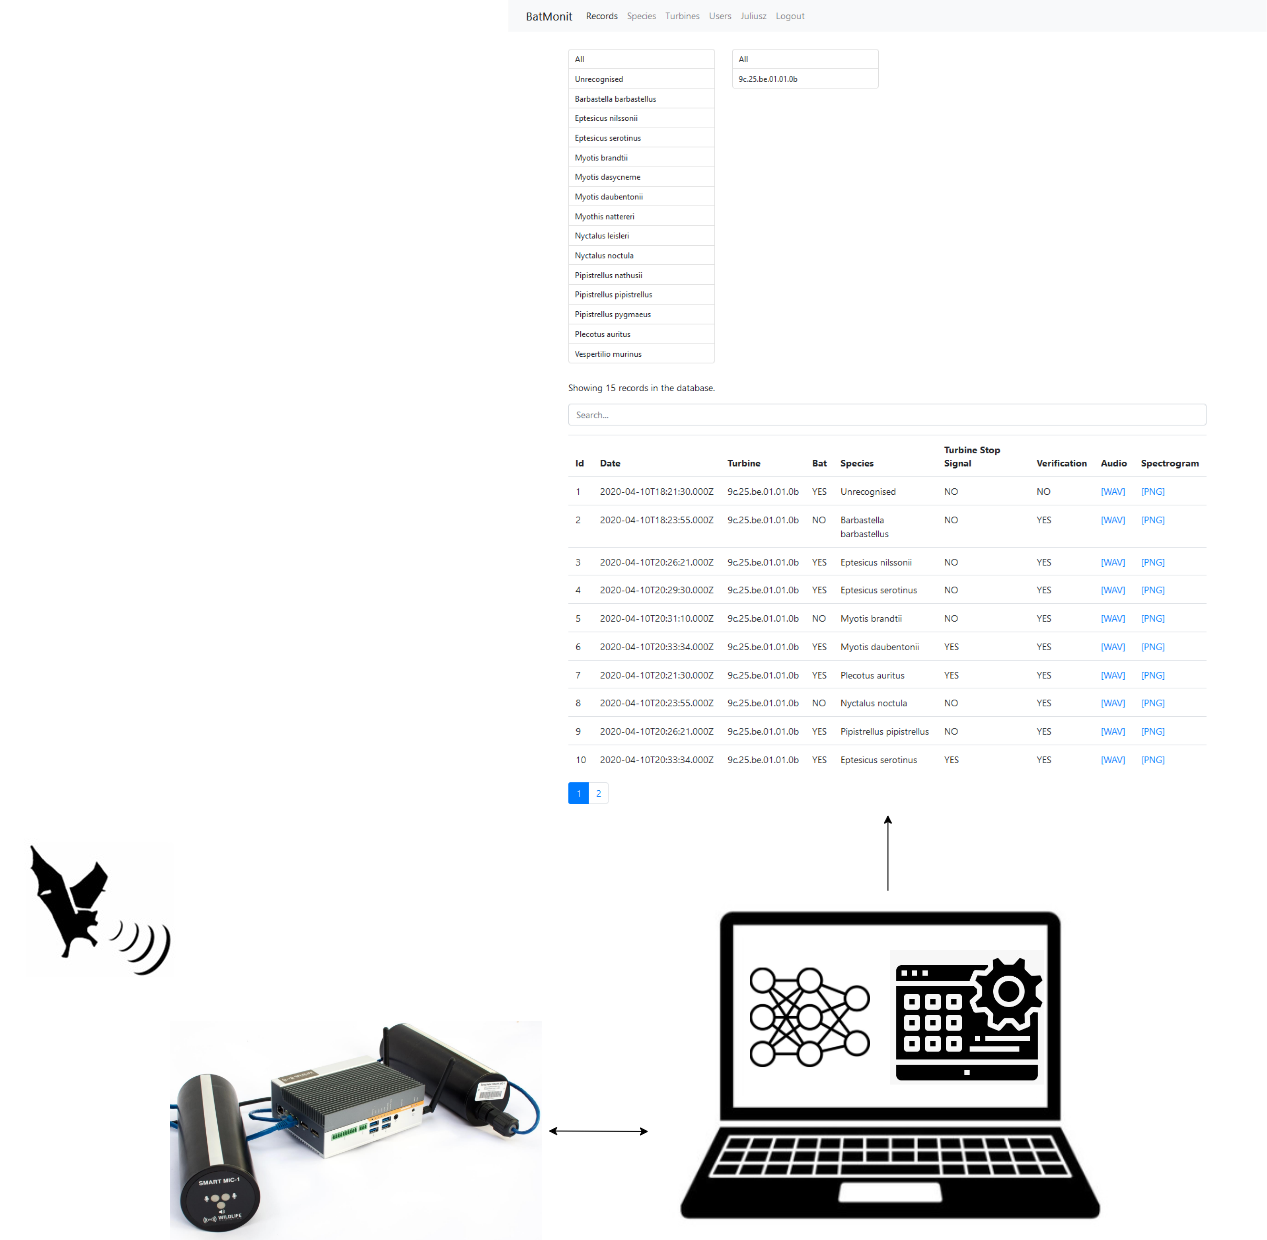 BatMonit Records Species Turbines Users Juliusz Logout
All
Unrecognised
Barbastella barbastellus
Eptesicus nilssonii
Eptesicus serotinus
Myotis brandtii
Myotis dasycneme
Myotis daubentonii
Myothis nattereri
Nyctalus leisleri
Nyctalus noctula
Pipistrellus nathusii
Pipistrellus pipistrellus
Pipistrellus pygmaeus
Plecotus auritus
Vespertilio murinus
All
9c.25.be.01.01.0b
Showing 15 records in the database.
Search...
Id Date Turbine Bat Species Turbine Stop Signal Verification Audio Spectrogram
1 2020-04-10T18:21:30.000Z 9c.25.be.01.01.0b YES Unrecognised NO NO [WAV] [PNG]
2 2020-04-10T18:23:55.000Z 9c.25.be.01.01.0b NO Barbastella barbastellus NO YES [WAV] [PNG]
3 2020-04-10T20:26:21.000Z 9c.25.be.01.01.0b YES Eptesicus nilssonii NO YES [WAV] [PNG]
4 2020-04-10T20:29:30.000Z 9c.25.be.01.01.0b YES Eptesicus serotinus NO YES [WAV] [PNG]
5 2020-04-10T20:31:10.000Z 9c.25.be.01.01.0b NO Myotis brandtii NO YES [WAV] [PNG]
6 2020-04-10T20:33:34.000Z 9c.25.be.01.01.0b YES Myotis daubentonii YES YES [WAV] [PNG]
7 2020-04-10T20:21:30.000Z 9c.25.be.01.01.0b YES Plecotus auritus YES YES [WAV] [PNG]
8 2020-04-10T20:23:55.000Z 9c.25.be.01.01.0b NO Nyctalus noctula NO YES [WAV] [PNG]
9 2020-04-10T20:26:21.000Z 9c.25.be.01.01.0b YES Pipistrellus pipistrellus NO YES [WAV] [PNG]
10 2020-04-10T20:33:34.000Z 9c.25.be.01.01.0b YES Eptesicus serotinus YES YES [WAV] [PNG]
1 2
SMART MIC-1
WILDLIFE